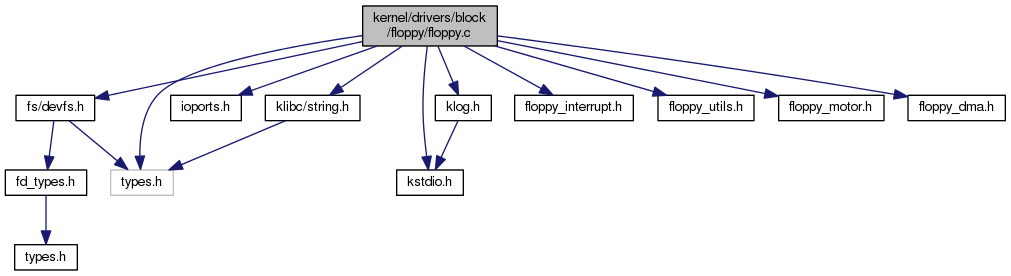 kernel/drivers/block
/floppy/floppy.c
fs/devfs.h
ioports.h
klibc/string.h
klog.h
floppy_interrupt.h
floppy_utils.h
floppy_motor.h
floppy_dma.h
fd_types.h
types.h
kstdio.h
types.h